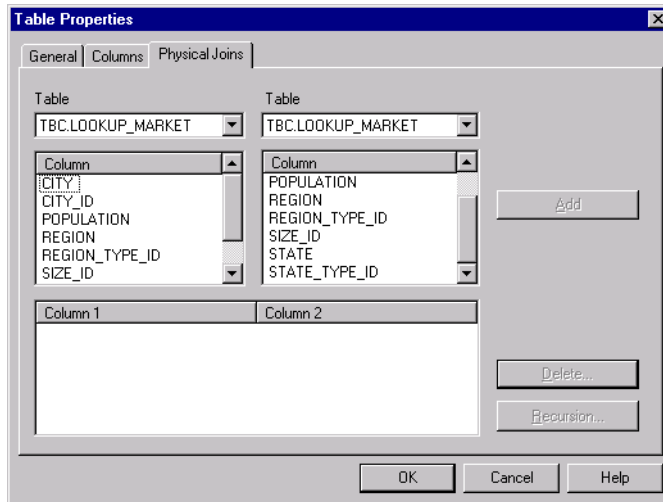 Table Properties
General Columns Physical Joins
Table Table
TBC.LOOKUP_MARKET TBC.LOOKUP_MARKET
Column Column
CITY POPULATION
CITY_ID REGION
POPULATION REGION_TYPE_ID
REGION SIZE_ID
REGION_TYPE_ID STATE
SIZE_ID STATE_TYPE_ID
Add
Column 1 Column 2
Delete...
Recursion...
OK Cancel Help